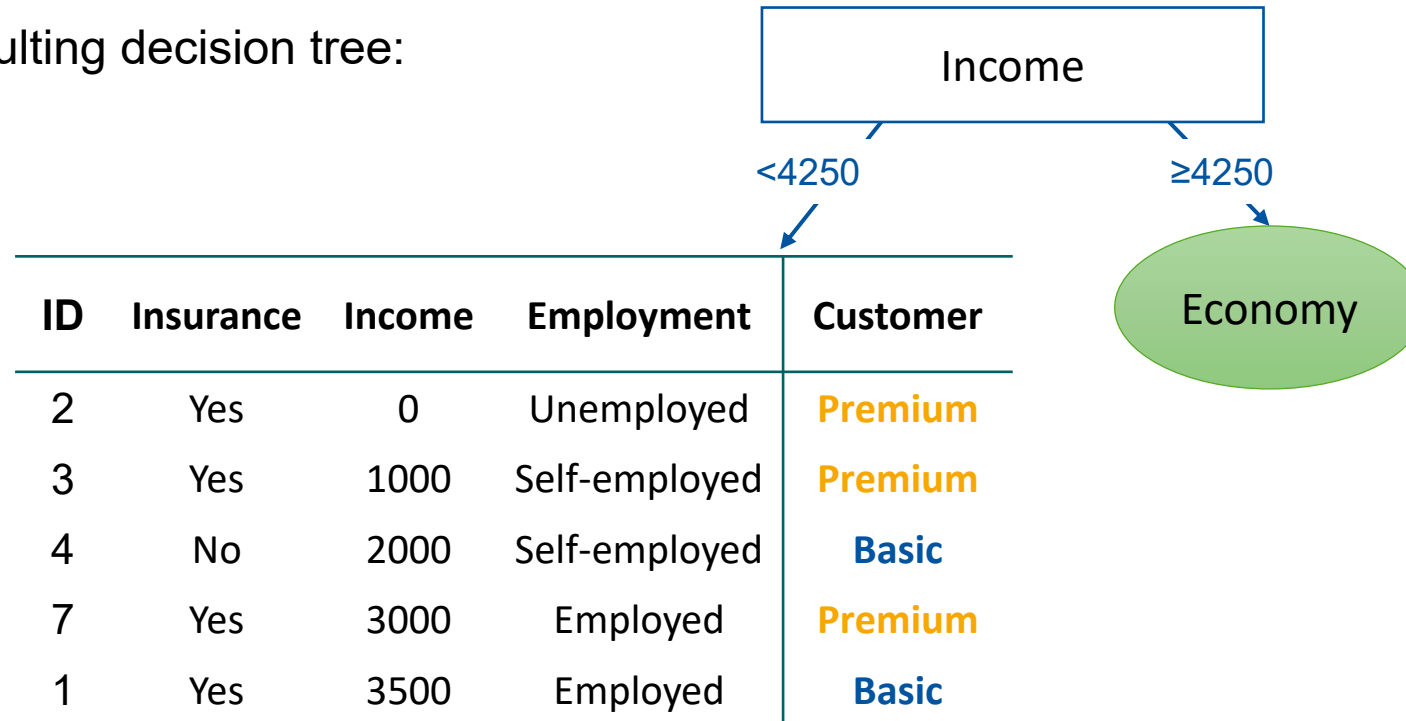 ulting decision tree:
Income
<4250 ≥4250
Economy
ID Insurance Income Employment Customer
2 Yes 0 Unemployed Premium
3 Yes 1000 Self-employed Premium
4 No 2000 Self-employed Basic
7 Yes 3000 Employed Premium
1 Yes 3500 Employed Basic